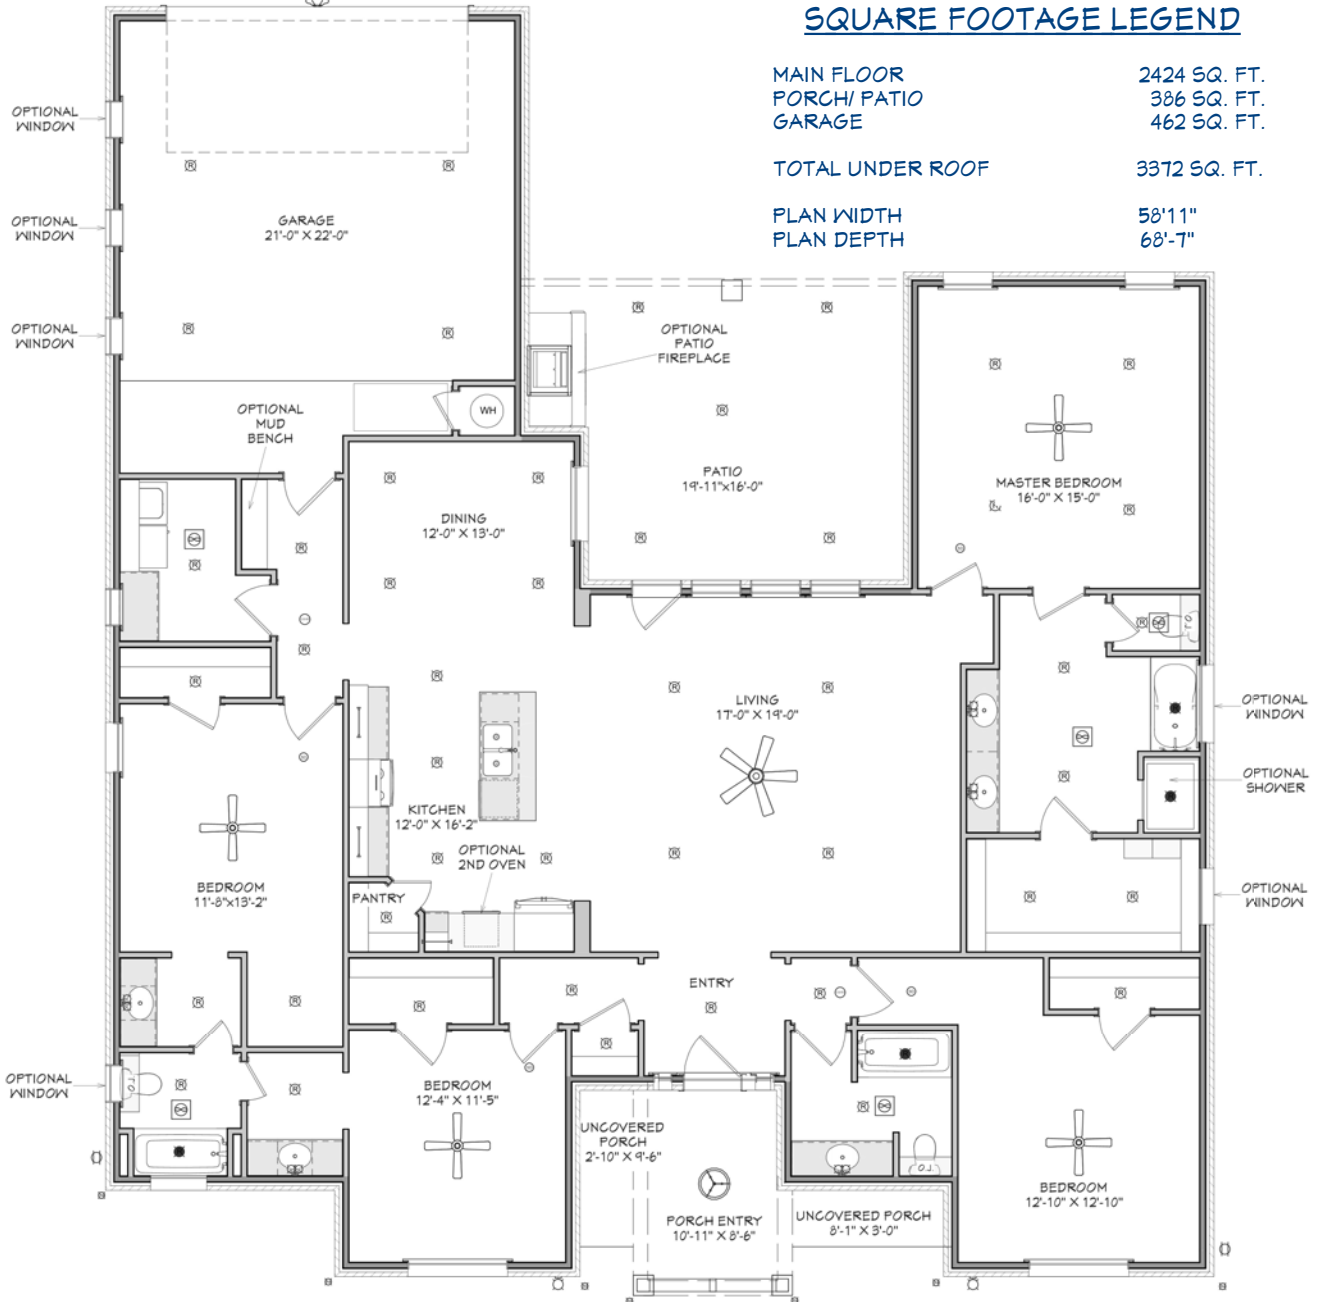 SQUARE FOOTAGE LEGEND
MAIN FLOOR 2424 SQ. FT.
PORCH/ PATIO 386 SQ. FT.
GARAGE 462 SQ. FT.
TOTAL UNDER ROOF 3372 SQ. FT.
PLAN WIDTH 58'11"
PLAN DEPTH 68'-7"
OPTIONAL
WINDOW
OPTIONAL
WINDOW
OPTIONAL
WINDOW
GARAGE
21'-0" X 22'-0"
OPTIONAL
PATIO
FIREPLACE
OPTIONAL
MUD
BENCH
WH
PATIO
19'-11"x16'-0"
MASTER BEDROOM
16'-0" X 15'-0"
DINING
12'-0" X 13'-0"
LIVING
17'-0" X 19'-0"
OPTIONAL
WINDOW
OPTIONAL
SHOWER
KITCHEN
12'-0" X 16'-2"
OPTIONAL
2ND OVEN
BEDROOM
11'-8"x13'-2"
PANTRY
OPTIONAL
WINDOW
ENTRY
OPTIONAL
WINDOW
BEDROOM
12'-4" X 11'-5"
UNCOVERED
PORCH
2'-10" X 9'-6"
PORCH ENTRY
10'-11" X 8'-6"
UNCOVERED PORCH
8'-1" X 3'-0"
BEDROOM
12'-10" X 12'-10"